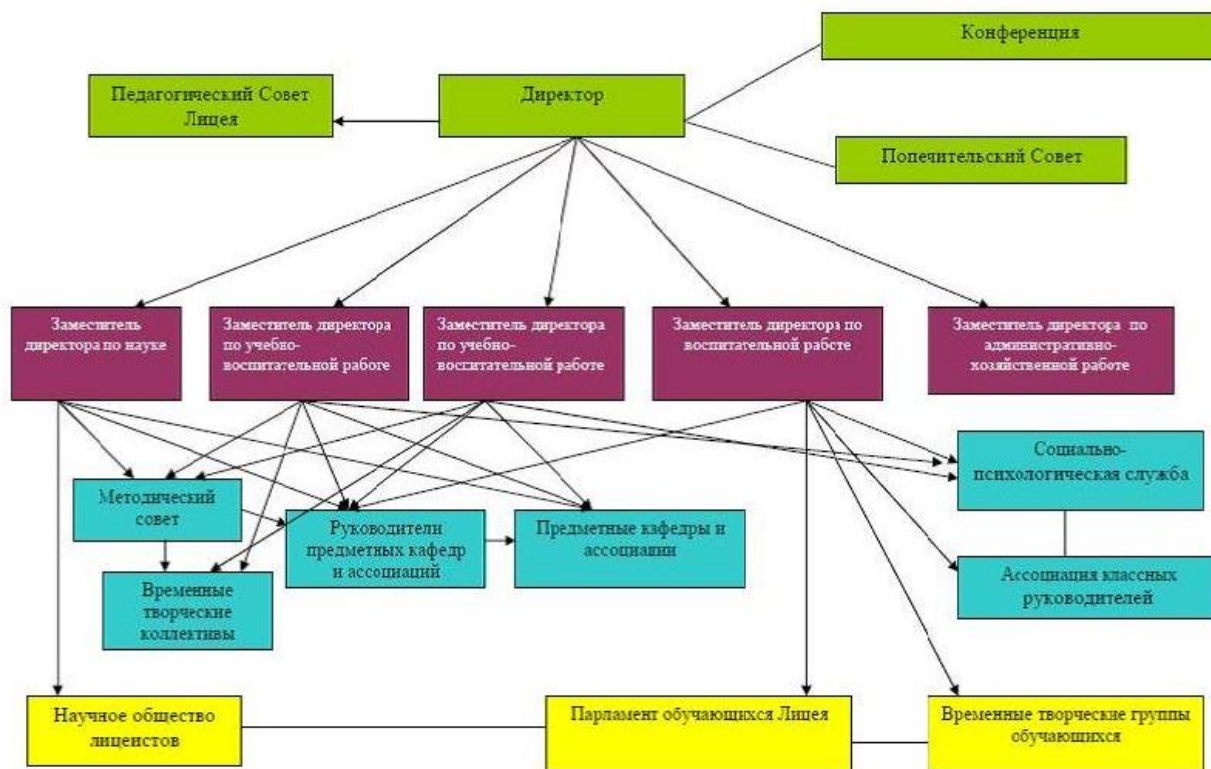 Конференция
Педагогический Совет
Лицея
Директор
Попечительский Совет
Заместитель
директора по науке
Заместитель директора
по учебно-
воспитательной работе
Заместитель директора
по учебно-
воспитательной работе
Заместитель директора по
воспитательной работе
Заместитель директора по
административно-
хозяйственной работе
Социально-
психологическая служба
Методический
совет
Руководители
предметных кафедр
и ассоциаций
Предметные кафедры и
ассоциации
Ассоциация классных
руководителей
Временные
творческие
коллективы
Научное общество
лицеистов
Парламент обучающихся Лицея
Временные творческие группы
обучающихся